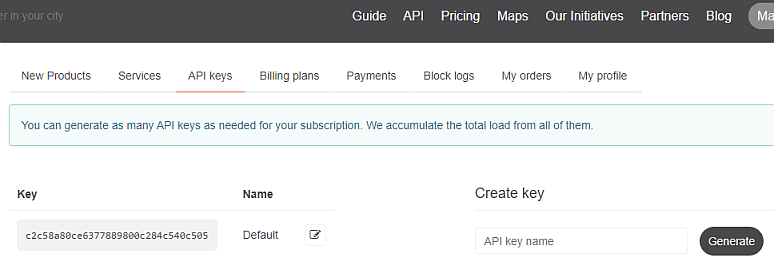 er in your city
Guide API Pricing Maps Our Initiatives Partners Blog Ma
New Products Services API keys Billing plans Payments Block logs My orders My profile
You can generate as many API keys as needed for your subscription. We accumulate the total load from all of them.
Key Name
Create key
c2c58a80ce6377889800c284c540c505 Default
API key name Generate